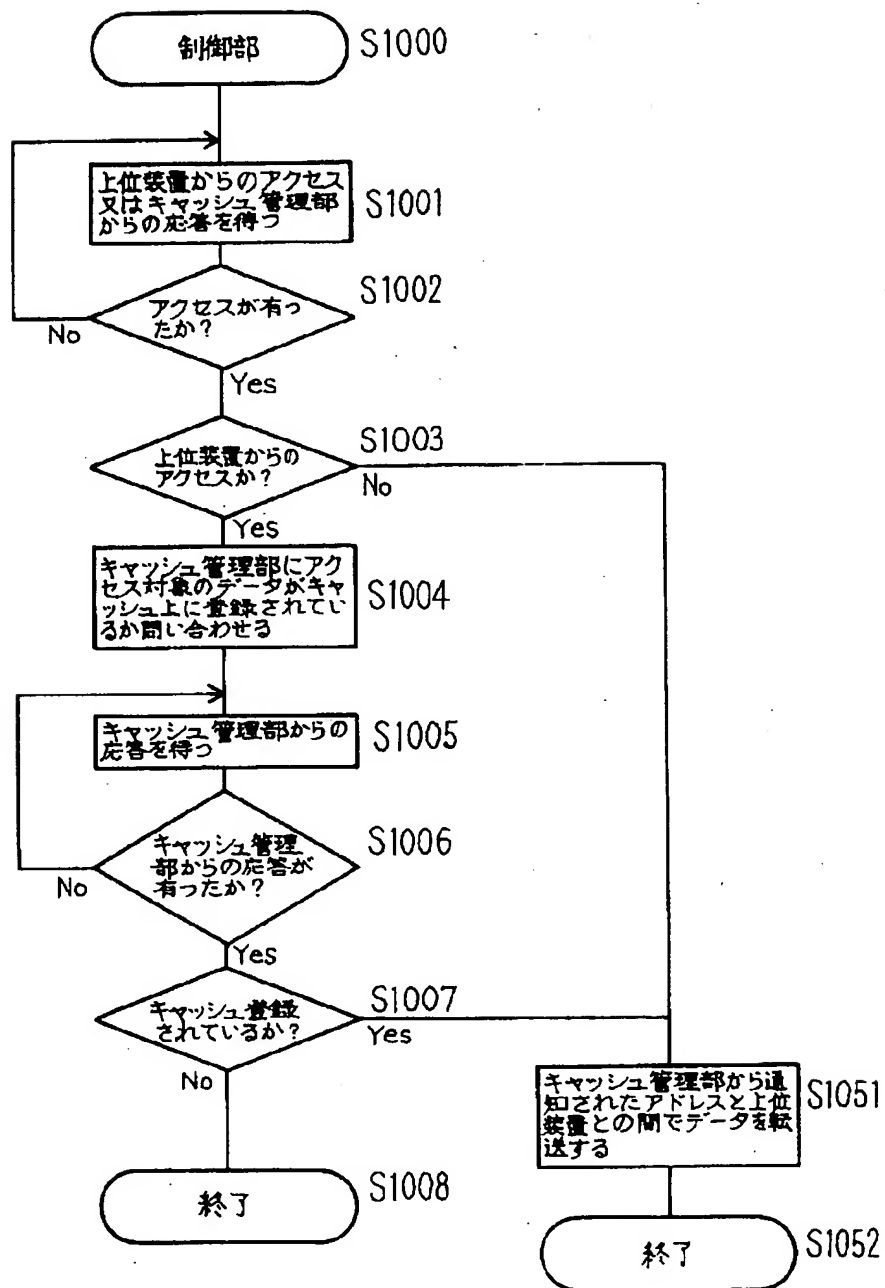 制御部
S1000
上位装置からのアクセス
又はキャッシュ管理部
からの応答を待つ
S1001
アクセスが有っ
たか?
S1002
No
Yes
上位装置からの
アクセスか?
S1003
No
Yes
キャッシュ管理部にアク
セス対象のデータがキャ
ッシュ上に登録されてい
るか問い合わせる
S1004
キャッシュ管理部からの
応答を待つ
S1005
キャッシュ管理
部からの応答が
有ったか?
S1006
No
Yes
キャッシュ登録
されているか?
S1007
Yes
No
キャッシュ管理部から通
知されたアドレスと上位
装置との間でデータを転
送する
S1051
終了
S1008
終了
S1052